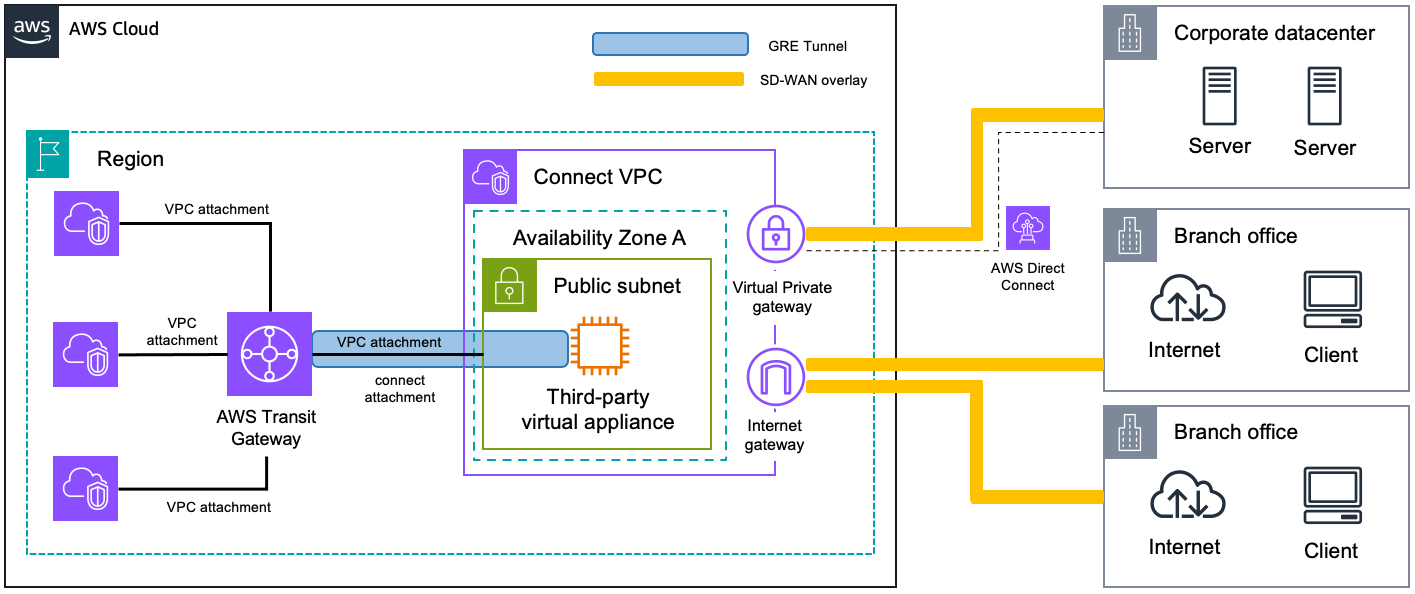 aws
AWS Cloud
GRE Tunnel
SD-WAN overlay
Region
VPC attachment
VPC
attachment
VPC attachment
AWS Transit
Gateway
VPC attachment
connect
attachment
Connect VPC
Availability Zone A
Public subnet
Third-party
virtual appliance
Virtual Private
gateway
Internet
gateway
AWS Direct
Connect
Corporate datacenter
Server
Server
Branch office
Internet
Client
Branch office
Internet
Client